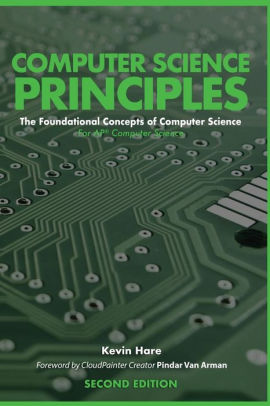 COMPUTER SCIENCE
PRINCIPLES
The Foundational Concepts of Computer Science
For AP® Computer Science
Kevin Hare
Foreword by CloudPainter Creator Pindar Van Arman
SECOND EDITION